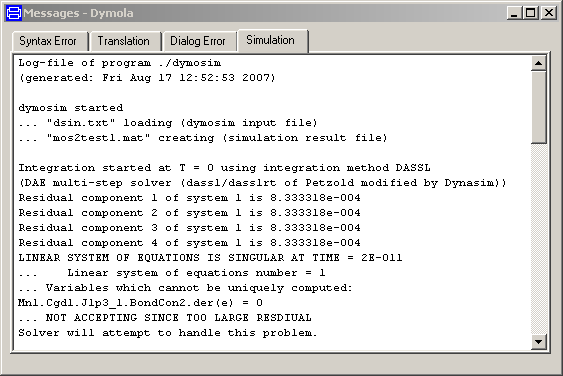 Messages - Dymola
Syntax Error Translation Dialog Error Simulation
Log-file of program ./dymosim
(generated: Fri Aug 17 12:52:53 2007)
dymosim started
... "dsin.txt" loading (dymosim input file)
... "mos2test1.mat" creating (simulation result file)
Integration started at T = 0 using integration method DASSL
(DAE multi-step solver (dassl/dasslrt of Petzold modified by Dynasim))
Residual component 1 of system 1 is 8.333318e-004
Residual component 2 of system 1 is 8.333318e-004
Residual component 3 of system 1 is 8.333318e-004
Residual component 4 of system 1 is 8.333318e-004
LINEAR SYSTEM OF EQUATIONS IS SINGULAR AT TIME = 2E-011
... Linear system of equations number = 1
... Variables which cannot be uniquely computed:
Mn1.Cgd1.J1p3_1.BondCon2.der(e) = 0
... NOT ACCEPTING SINCE TOO LARGE RESDIUAL
Solver will attempt to handle this problem.